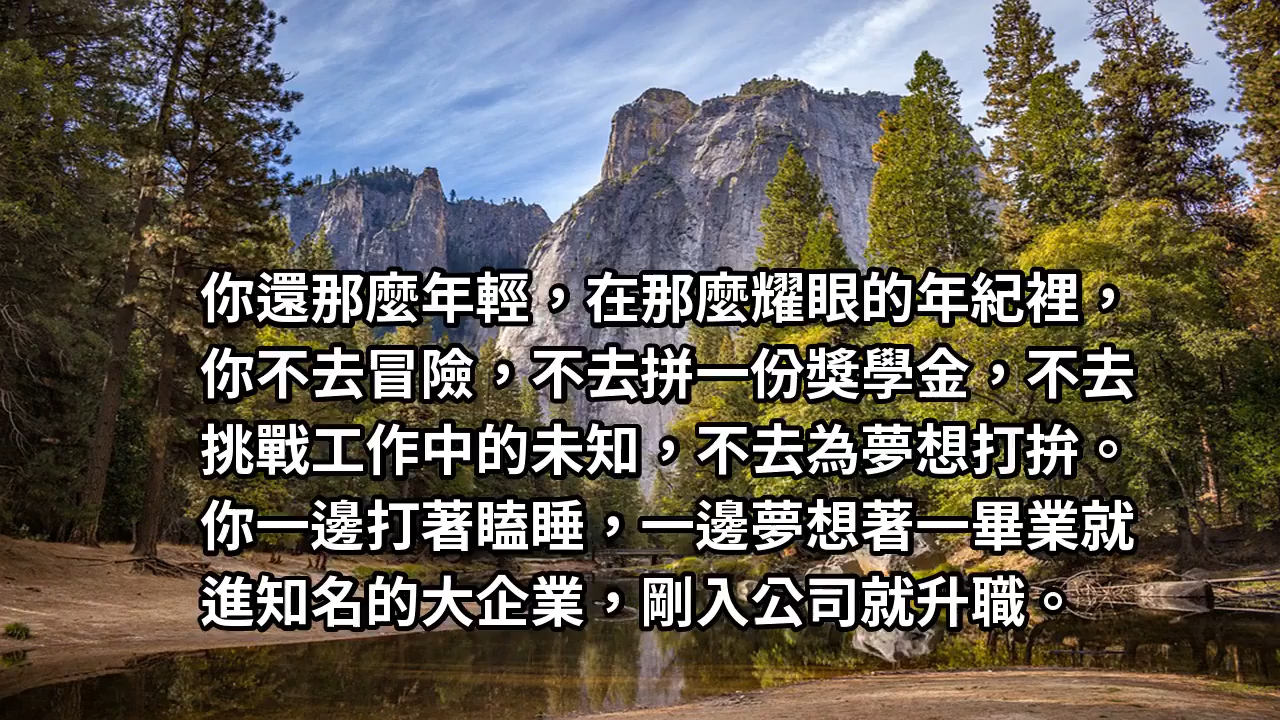 你還那麼年輕，在那麼耀眼的年紀裡，
你不去冒險，不去拼一份獎學金，不去
挑戰工作中的未知，不去為夢想打拚。
你一邊打著瞌睡，一邊夢想著一畢業就
進知名的大企業，剛入公司就升職。